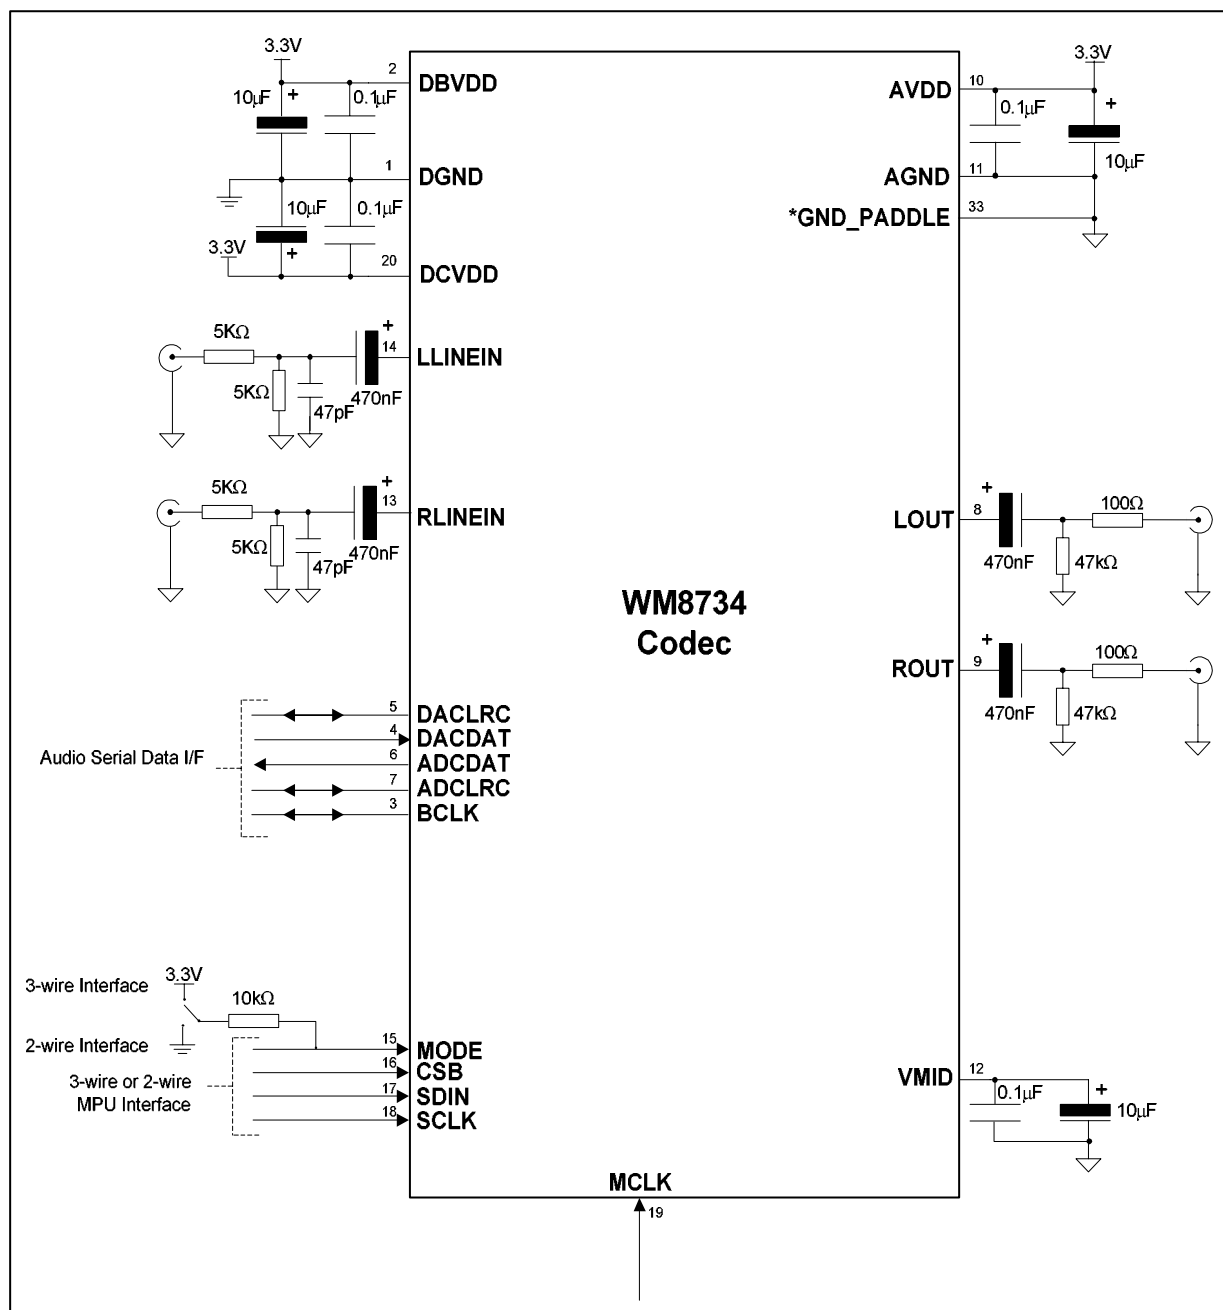 3.3V
2
DBVDD
10µF
+
0.1µF
1
DGND
10µF
0.1µF
3.3V
+
20
DCVDD
3.3V
10
AVDD
0.1µF
+
10µF
AGND
11
*GND_PADDLE
33
5KΩ
+
14
LLINEIN
5KΩ
47pF
470nF
5KΩ
+
13
RLINEIN
5KΩ
47pF
470nF
+
100Ω
LOUT
8
470nF
47kΩ
WM8734
Codec
+
100Ω
ROUT
9
470nF
47kΩ
5
DACLRC
4
DACDAT
Audio Serial Data I/F
6
ADCDAT
7
ADCLRC
3
BCLK
3-wire Interface
3.3V
10kΩ
2-wire Interface
15
MODE
16
CSB
3-wire or 2-wire
MPU Interface
17
SDIN
18
SCLK
VMID
12
0.1µF
+
10µF
MCLK
19